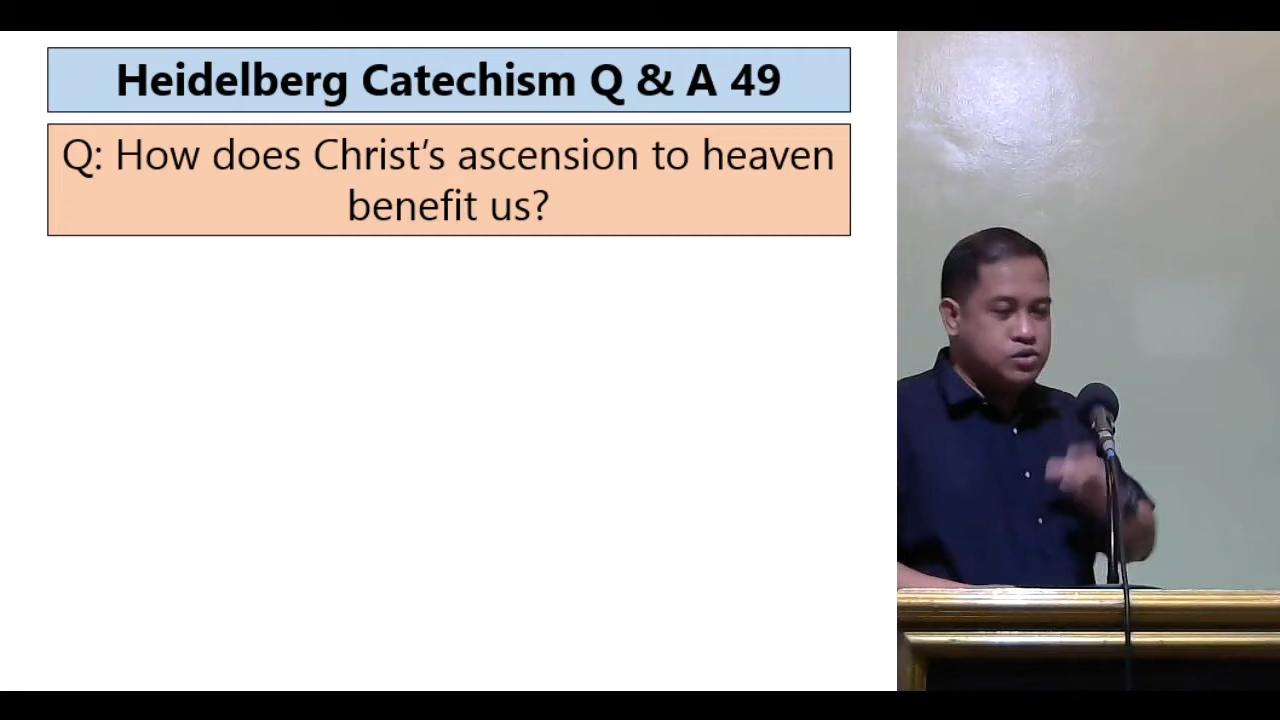 Heidelberg Catechism Q & A 49
Q: How does Christ’s ascension to heaven
benefit us?